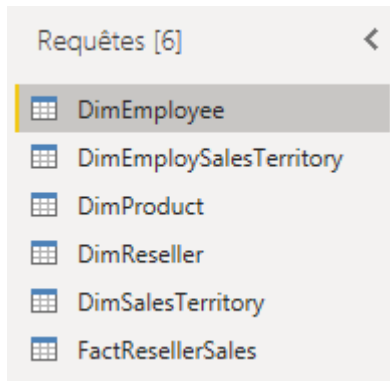 Requêtes [6]
DimEmployee
DimEmploySalesTerritory
DimProduct
DimReseller
DimSalesTerritory
FactResellerSales